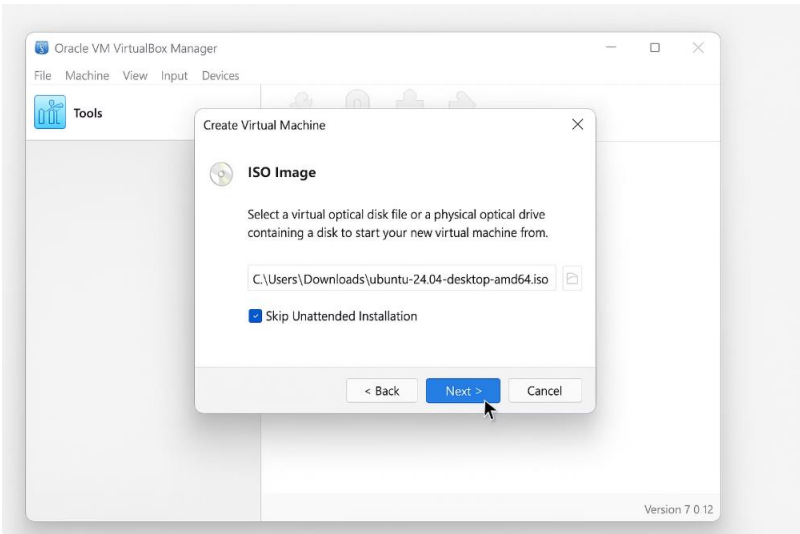 Oracle VM VirtualBox Manager
File Machine View Input Devices
Tools
Create Virtual Machine
ISO Image
Select a virtual optical disk file or a physical optical drive
containing a disk to start your new virtual machine from.
C.\Users\Downloads\ubuntu-24.04-desktop-amd64.iso
Skip Unattended Installation
< Back Next > Cancel
Version 7 0 12